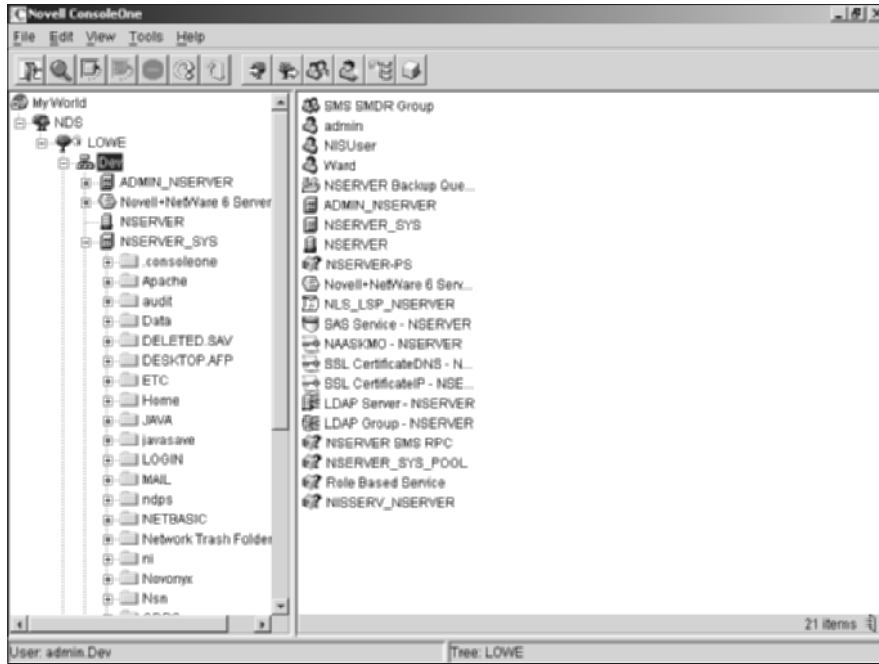 Novell ConsoleOne
File Edit View Tools Help
My World
NDS
LOWE
Dev
ADMIN_NSERVER
Novell+NetWare 6 Server
NSERVER
NSERVER_SYS
.consoleone
Apache
audit
Data
DELETED.SAV
DESKTOP.AFP
ETC
Home
JAVA
javasave
LOGIN
MAIL
ndps
NETBASIC
Network Trash Folder
ni
Novonyx
Nsn
SMS SMDR Group
admin
NISUser
Ward
NSERVER Backup Que...
ADMIN_NSERVER
NSERVER_SYS
NSERVER
NSERVER-PS
Novell+NetWare 6 Serv...
NLS_LSP_NSERVER
SAS Service - NSERVER
NAASKMO - NSERVER
SSL CertificateDNS - N...
SSL CertificateIP - NSE...
LDAP Server - NSERVER
LDAP Group - NSERVER
NSERVER SMS RPC
NSERVER_SYS_POOL
Role Based Service
NISSERV_NSERVER
21 items
User: admin.Dev
Tree: LOWE